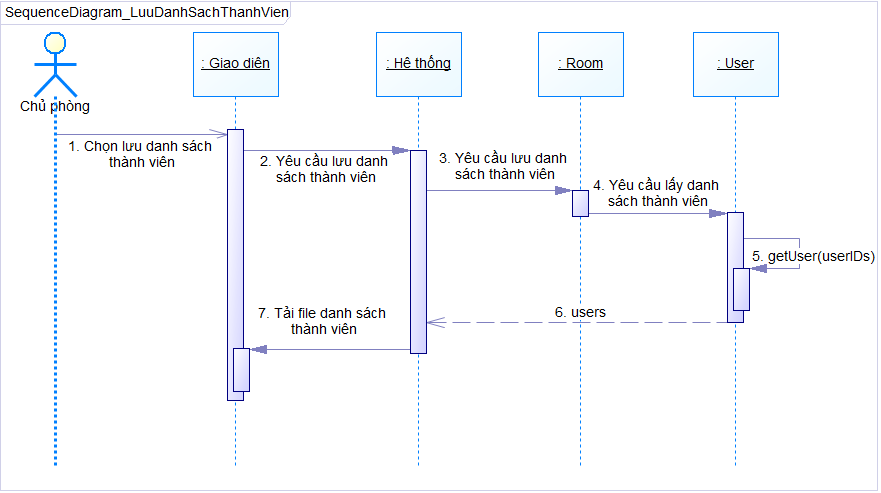 SequenceDiagram_LuuDanhSachThanhVien
Chủ phòng
: Giao diên
: Hê thống
: Room
: User
1. Chọn lưu danh sách
thành viên
2. Yêu cầu lưu danh
sách thành viên
3. Yêu cầu lưu danh
sách thành viên
4. Yêu cầu lấy danh
sách thành viên
5. getUser(userIDs)
6. users
7. Tải file danh sách
thành viên